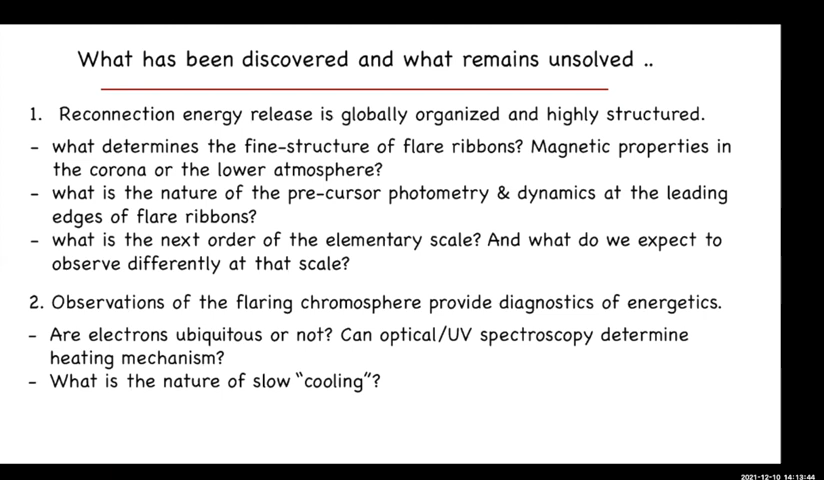 What has been discovered and what remains unsolved ..
1. Reconnection energy release is globally organized and highly structured.
- what determines the fine-structure of flare ribbons? Magnetic properties in
the corona or the lower atmosphere?
- what is the nature of the pre-cursor photometry & dynamics at the leading
edges of flare ribbons?
- what is the next order of the elementary scale? And what do we expect to
observe differently at that scale?
2. Observations of the flaring chromosphere provide diagnostics of energetics.
- Are electrons ubiquitous or not? Can optical/UV spectroscopy determine
heating mechanism?
- What is the nature of slow “cooling”?
2021-12-10 14:13:44